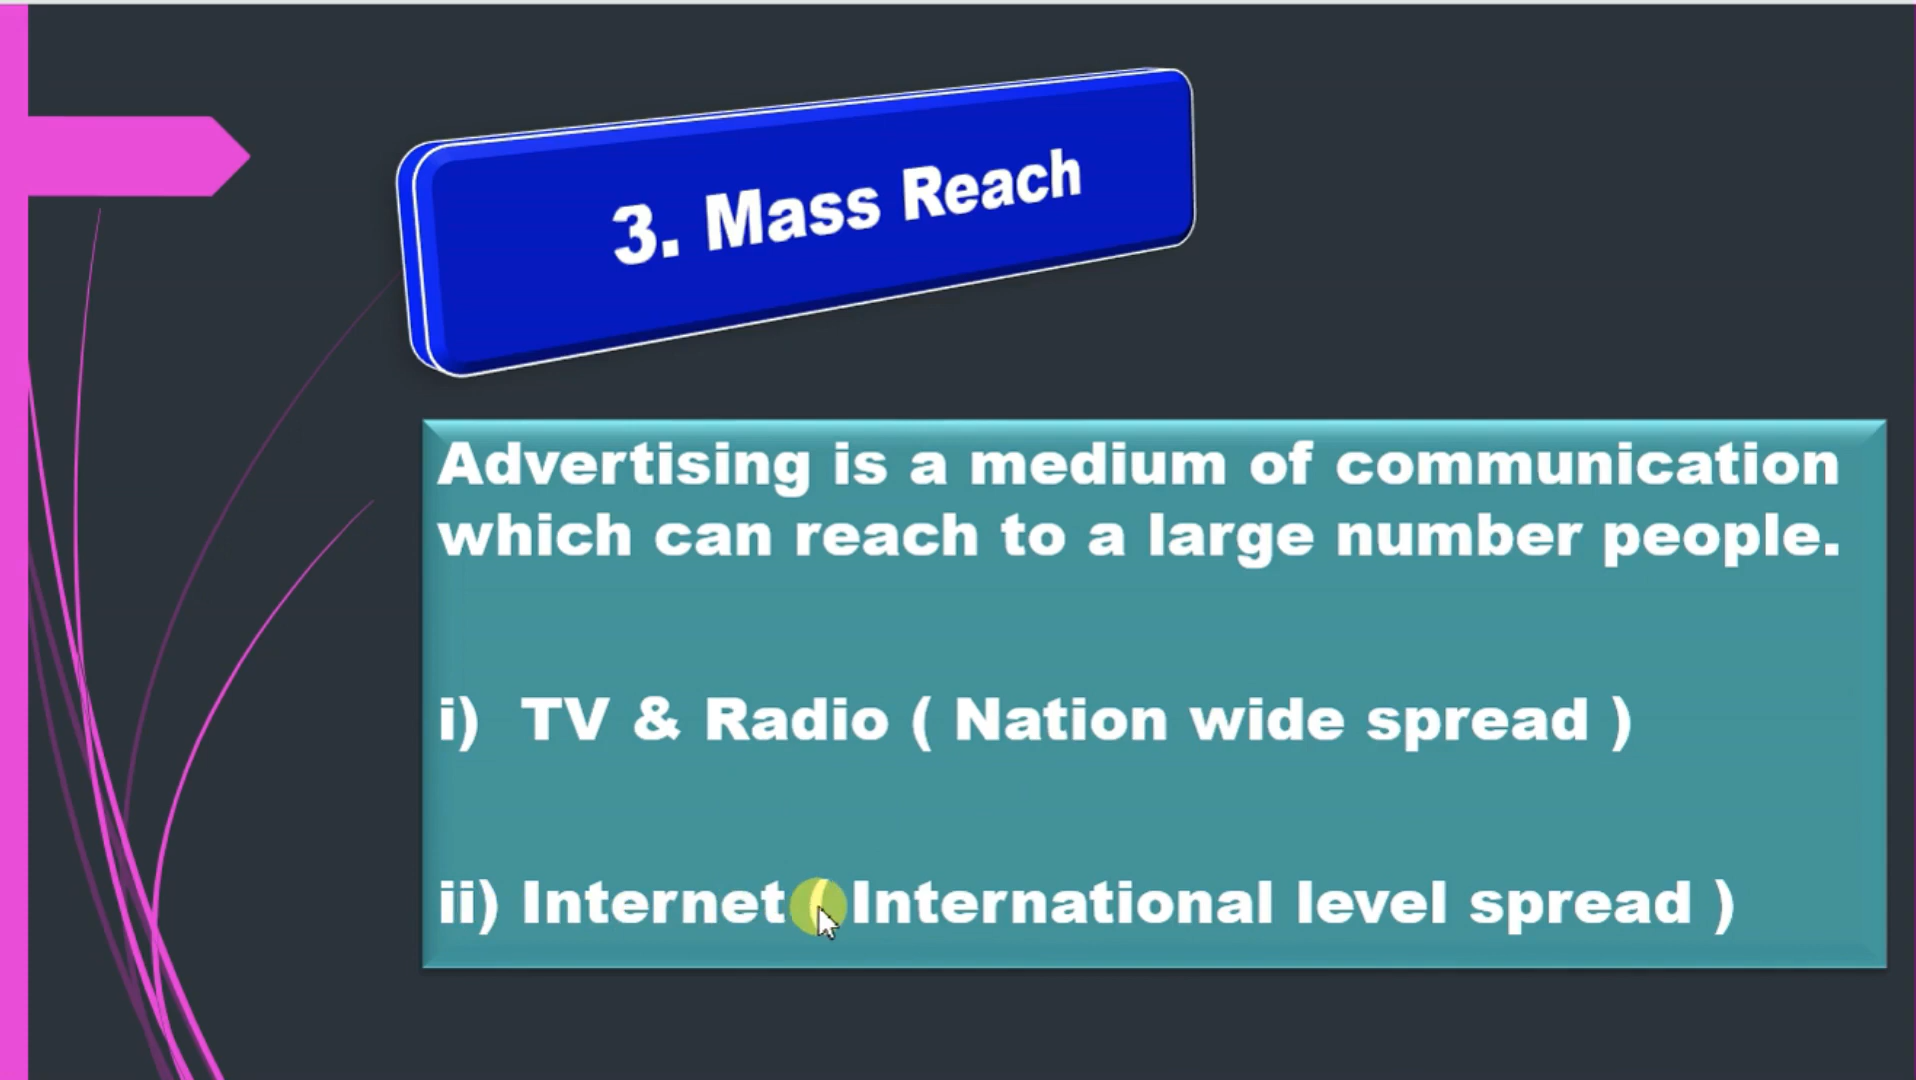 3. Mass Reach
Advertising is a medium of communication
which can reach to a large number people.
i) TV & Radio ( Nation wide spread )
ii) Internet ( International level spread )